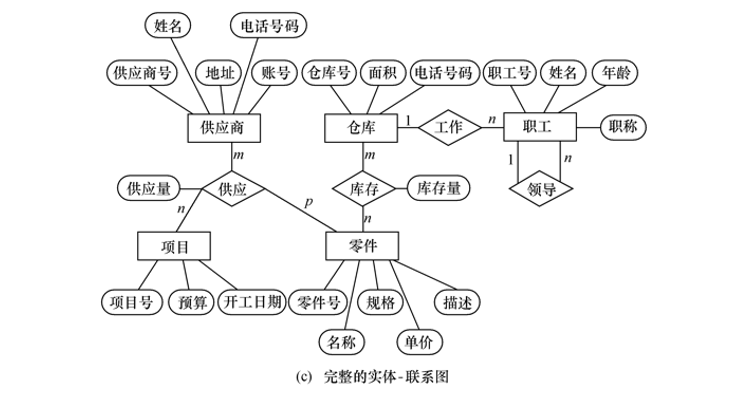 姓名
电话号码
供应商号
地址
账号
仓库号
面积
电话号码
职工号
姓名
年龄
供应商
仓库
1
工作
n
职工
职称
m
m
1
n
供应量
供应
库存
库存量
领导
n
p
n
项目
零件
项目号
预算
开工日期
零件号
规格
描述
名称
单价
(c) 完整的实体-联系图